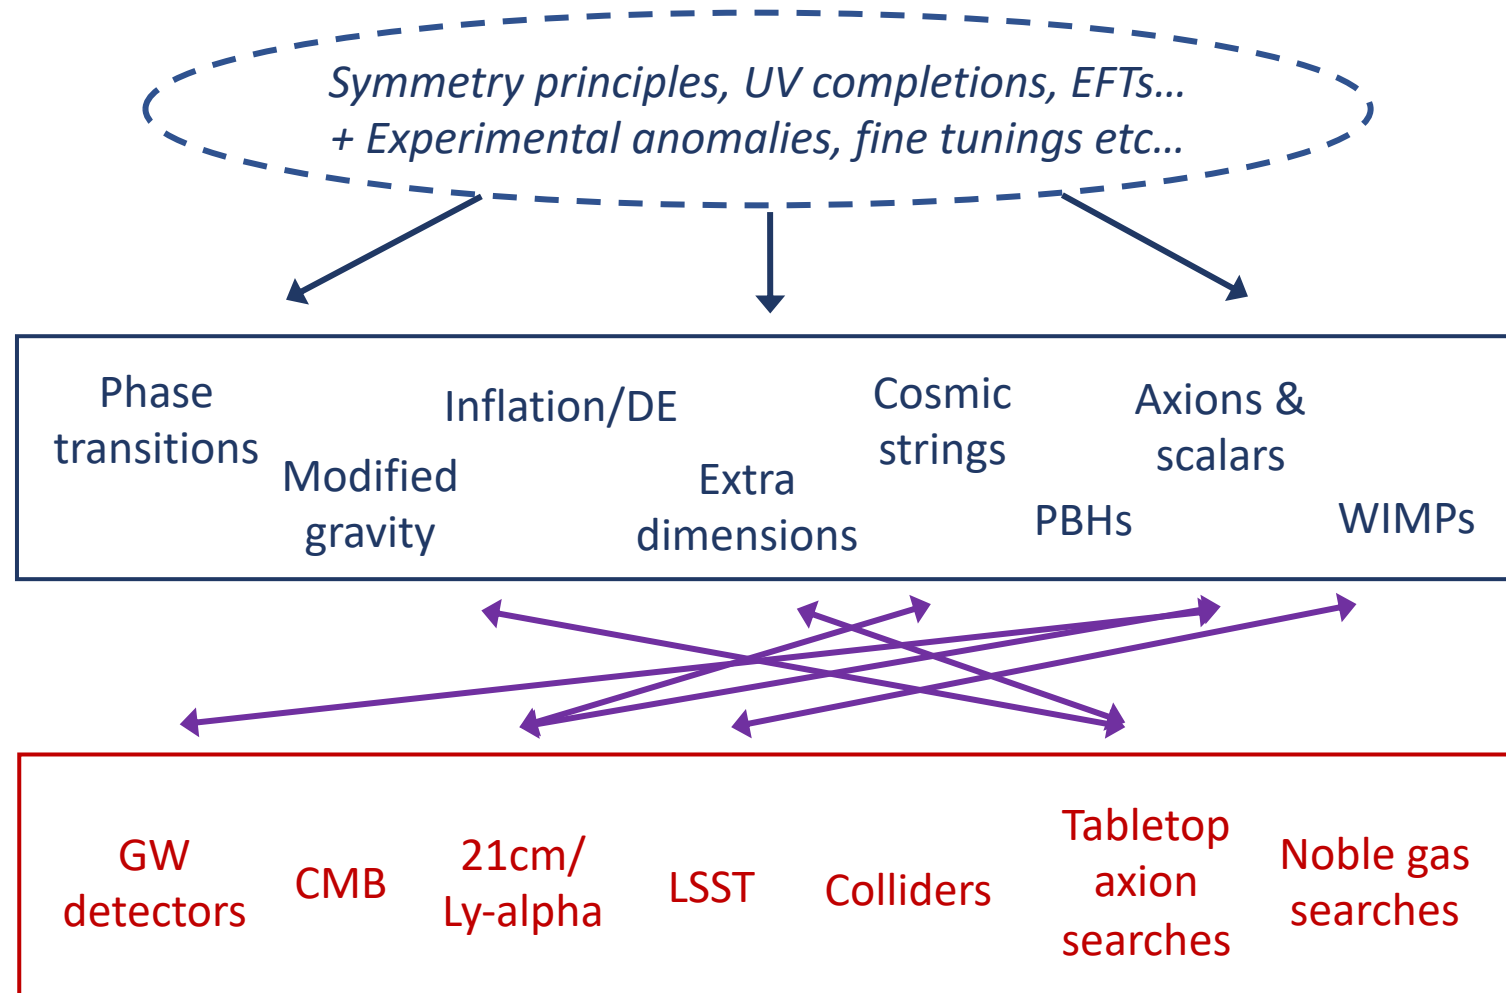 Symmetry principles, UV completions, EFTs…
+ Experimental anomalies, fine tunings etc…
Phase
transitions
Modified
gravity
Inflation/DE
Extra
dimensions
Cosmic
strings
PBHs
Axions &
scalars
WIMPs
GW
detectors
CMB
21cm/
Ly-alpha
LSST
Colliders
Tabletop
axion
searches
Noble gas
searches